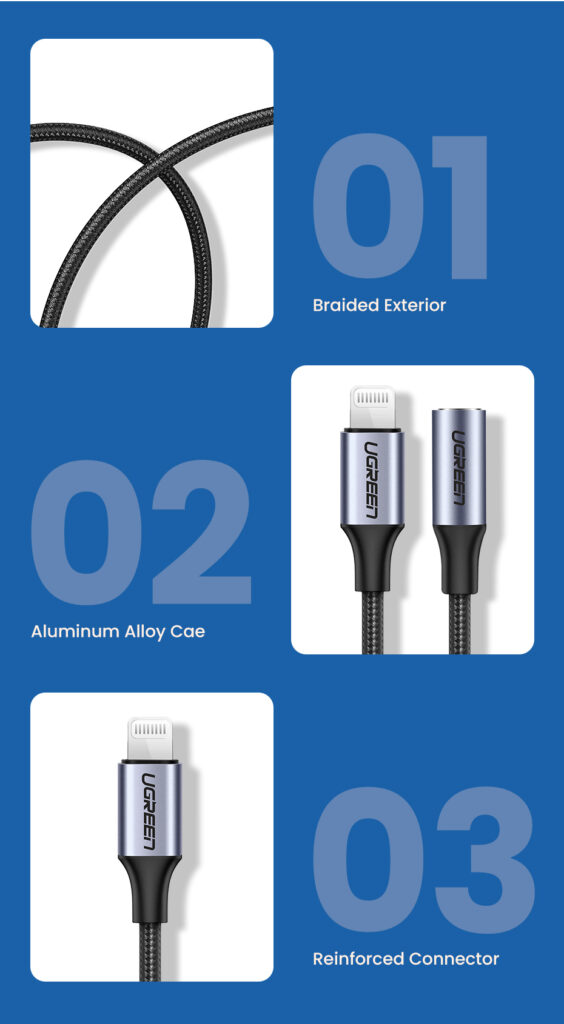 01
Braided Exterior
UGREEN
UGREEN
02
Aluminum Alloy Cae
UGREEN
03
Reinforced Connector